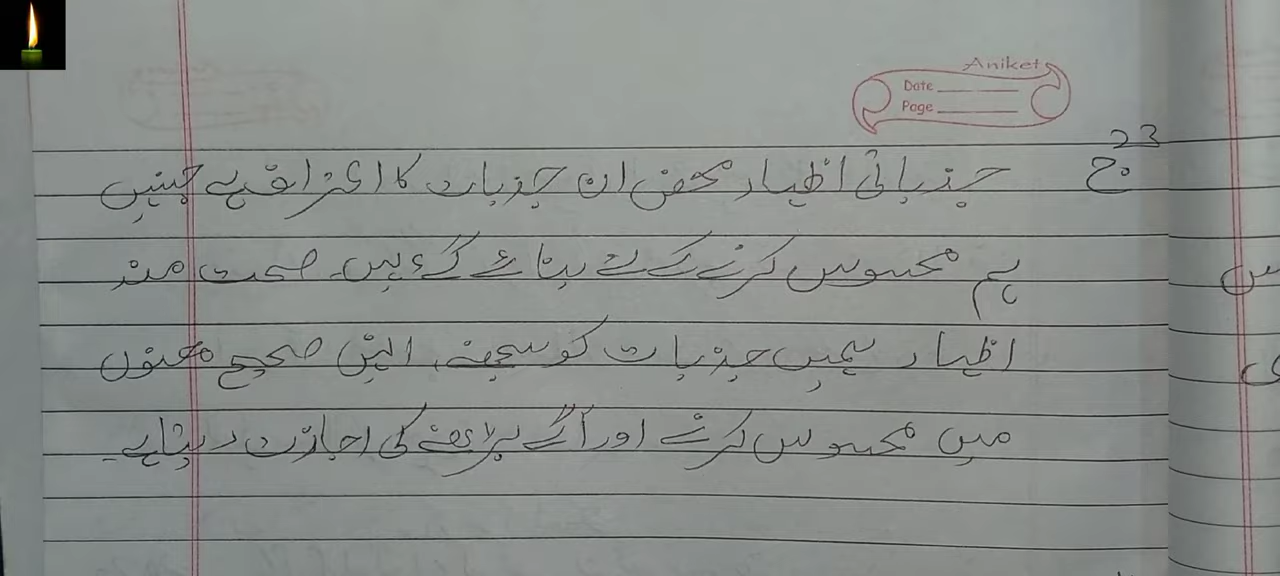 Aniket
Date
Page
23
ج جذباتی اظہار محض ان جذبات کا اعتراف ہے جنہیں
ہم محسوس کرنے کے لئے بنائے گئے ہیں۔ صحت مند
اظہار ہمیں جذبات کو سمجھنے، انہیں صحیح معنوں
میں محسوس کرنے اور آگے بڑھنے کی اجازت دیتا ہے۔